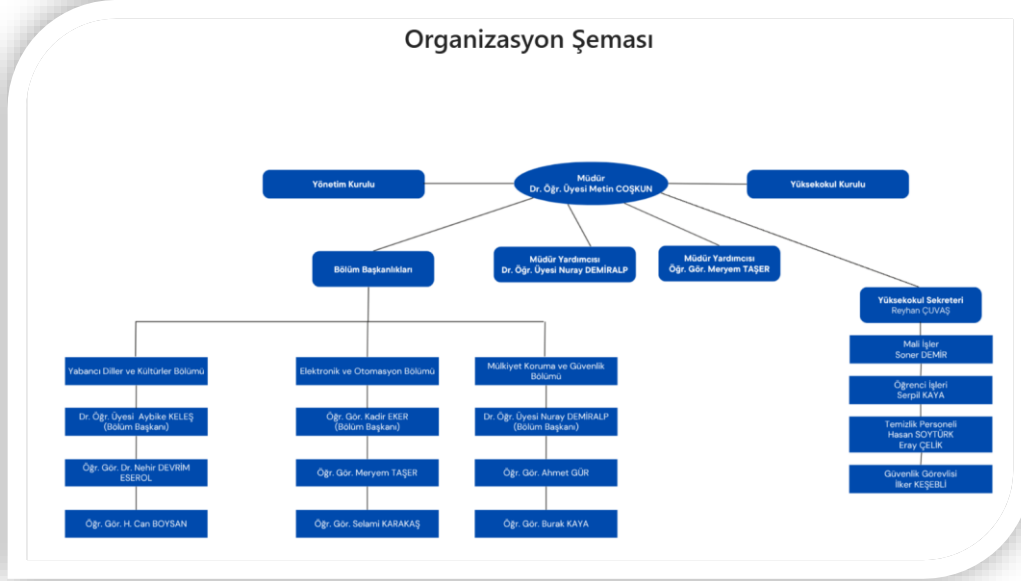 Organizasyon Şeması
Yönetim Kurulu
Müdür
Dr. Öğr. Üyesi Metin COŞKUN
Yüksekokul Kurulu
Bölüm Başkanlıkları
Müdür Yardımcısı
Dr. Öğr. Üyesi Nuray DEMİRALP
Müdür Yardımcısı
Öğr. Gör. Meryem TAŞER
Yüksekokul Sekreteri
Reyhan ÇUVAŞ
Mali İşler
Soner DEMİR
Öğrenci İşleri
Serpil KAYA
Temizlik Personeli
Hasan SOYTÜRK
Eray ÇELİK
Güvenlik Görevlisi
İlker KEŞEBLİ
Yabancı Diller ve Kültürler Bölümü
Dr. Öğr. Üyesi Aybike KELEŞ
(Bölüm Başkanı)
Öğr. Gör. Dr. Nehir DEVRİM
ESEROL
Öğr. Gör. H. Can BOYSAN
Elektronik ve Otomasyon Bölümü
Öğr. Gör. Kadir EKER
(Bölüm Başkanı)
Öğr. Gör. Meryem TAŞER
Öğr. Gör. Selami KARAKAŞ
Mülkiyet Koruma ve Güvenlik
Bölümü
Dr. Öğr. Üyesi Nuray DEMİRALP
(Bölüm Başkanı)
Öğr. Gör. Ahmet GÜR
Öğr. Gör. Burak KAYA